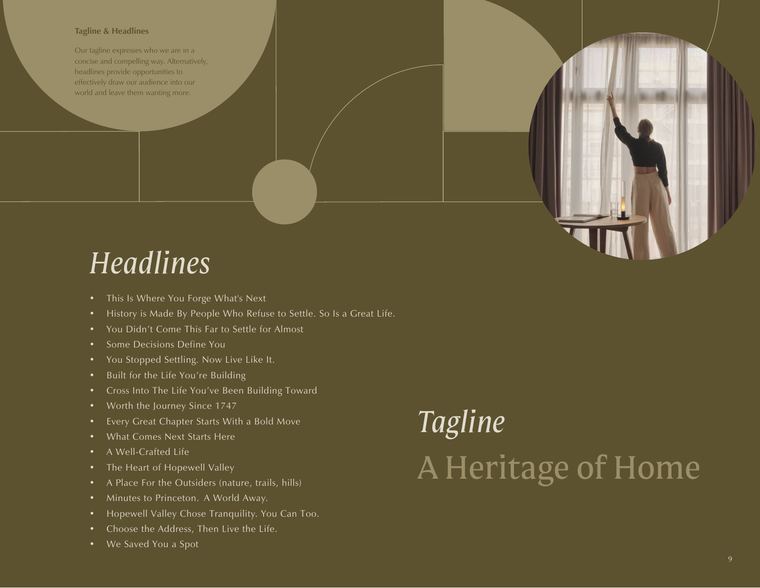 Tagline & Headlines
Our tagline expresses who we are in a
concise and compelling way. Alternatively,
headlines provide opportunities to
effectively draw our audience into our
world and leave them wanting more.
Headlines
• This Is Where You Forge What's Next
• History is Made By People Who Refuse to Settle. So Is a Great Life.
• You Didn't Come This Far to Settle for Almost
• Some Decisions Define You
• You Stopped Settling. Now Live Like It.
• Built for the Life You're Building
• Cross Into The Life You've Been Building Toward
• Worth the Journey Since 1747
• Every Great Chapter Starts With a Bold Move
• What Comes Next Starts Here
• A Well-Crafted Life
• The Heart of Hopewell Valley
• A Place For the Outsiders (nature, trails, hills)
• Minutes to Princeton. A World Away.
• Hopewell Valley Chose Tranquility. You Can Too.
• Choose the Address, Then Live the Life.
• We Saved You a Spot
Tagline
A Heritage of Home
9